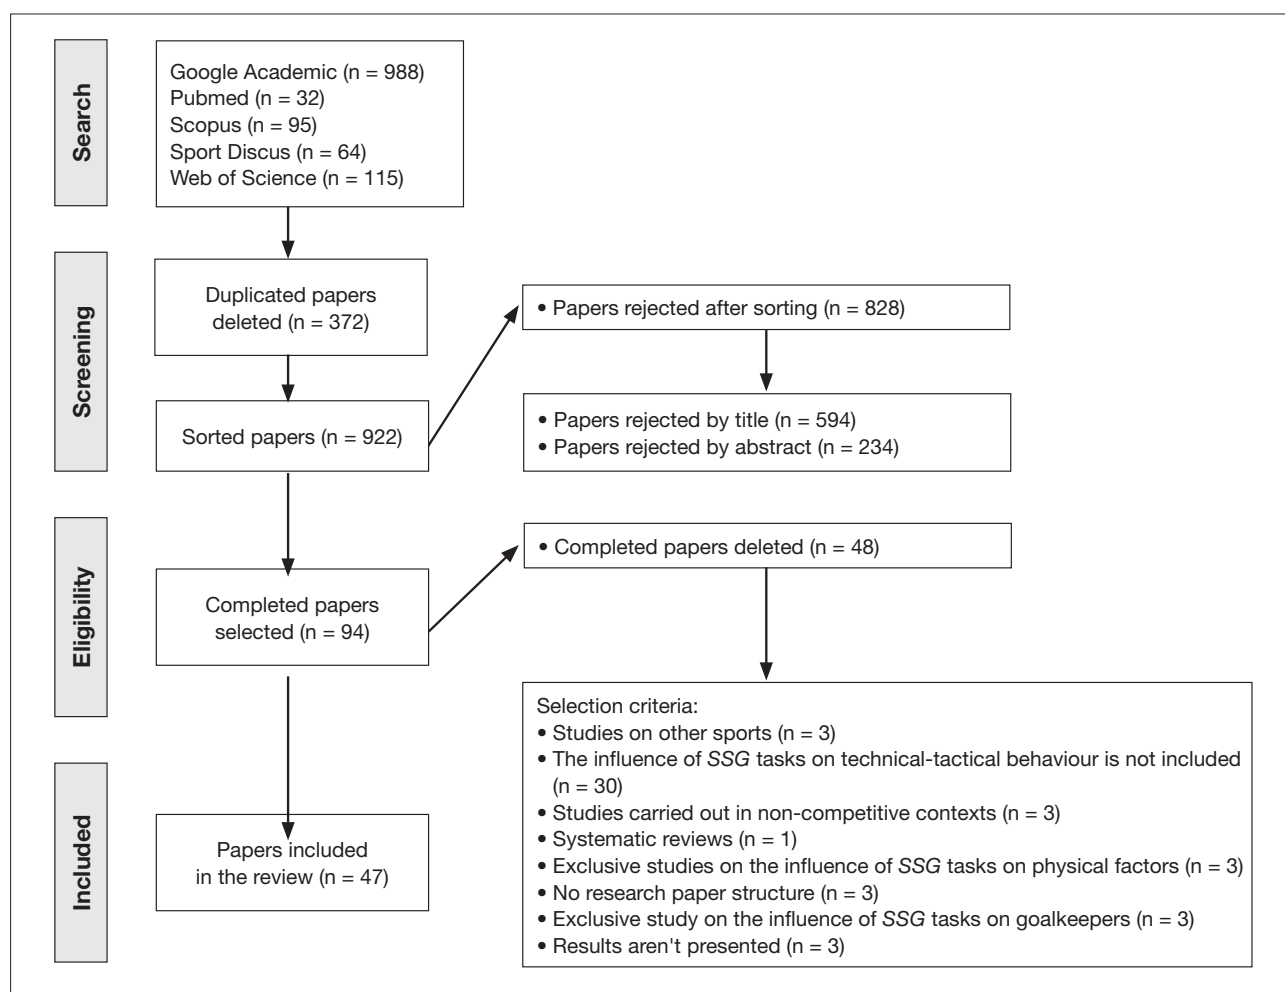 Search
Google Academic (n = 988)
Pubmed (n = 32)
Scopus (n = 95)
Sport Discus (n = 64)
Web of Science (n = 115)
Screening
Duplicated papers
deleted (n = 372)
• Papers rejected after sorting (n = 828)
Sorted papers (n = 922)
• Papers rejected by title (n = 594)
• Papers rejected by abstract (n = 234)
Eligibility
• Completed papers deleted (n = 48)
Completed papers
selected (n = 94)
Selection criteria:
• Studies on other sports (n = 3)
• The influence of SSG tasks on technical-tactical behaviour is not included
(n = 30)
• Studies carried out in non-competitive contexts (n = 3)
• Systematic reviews (n = 1)
• Exclusive studies on the influence of SSG tasks on physical factors (n = 3)
• No research paper structure (n = 3)
• Exclusive study on the influence of SSG tasks on goalkeepers (n = 3)
• Results aren't presented (n = 3)
Included
Papers included
in the review (n = 47)